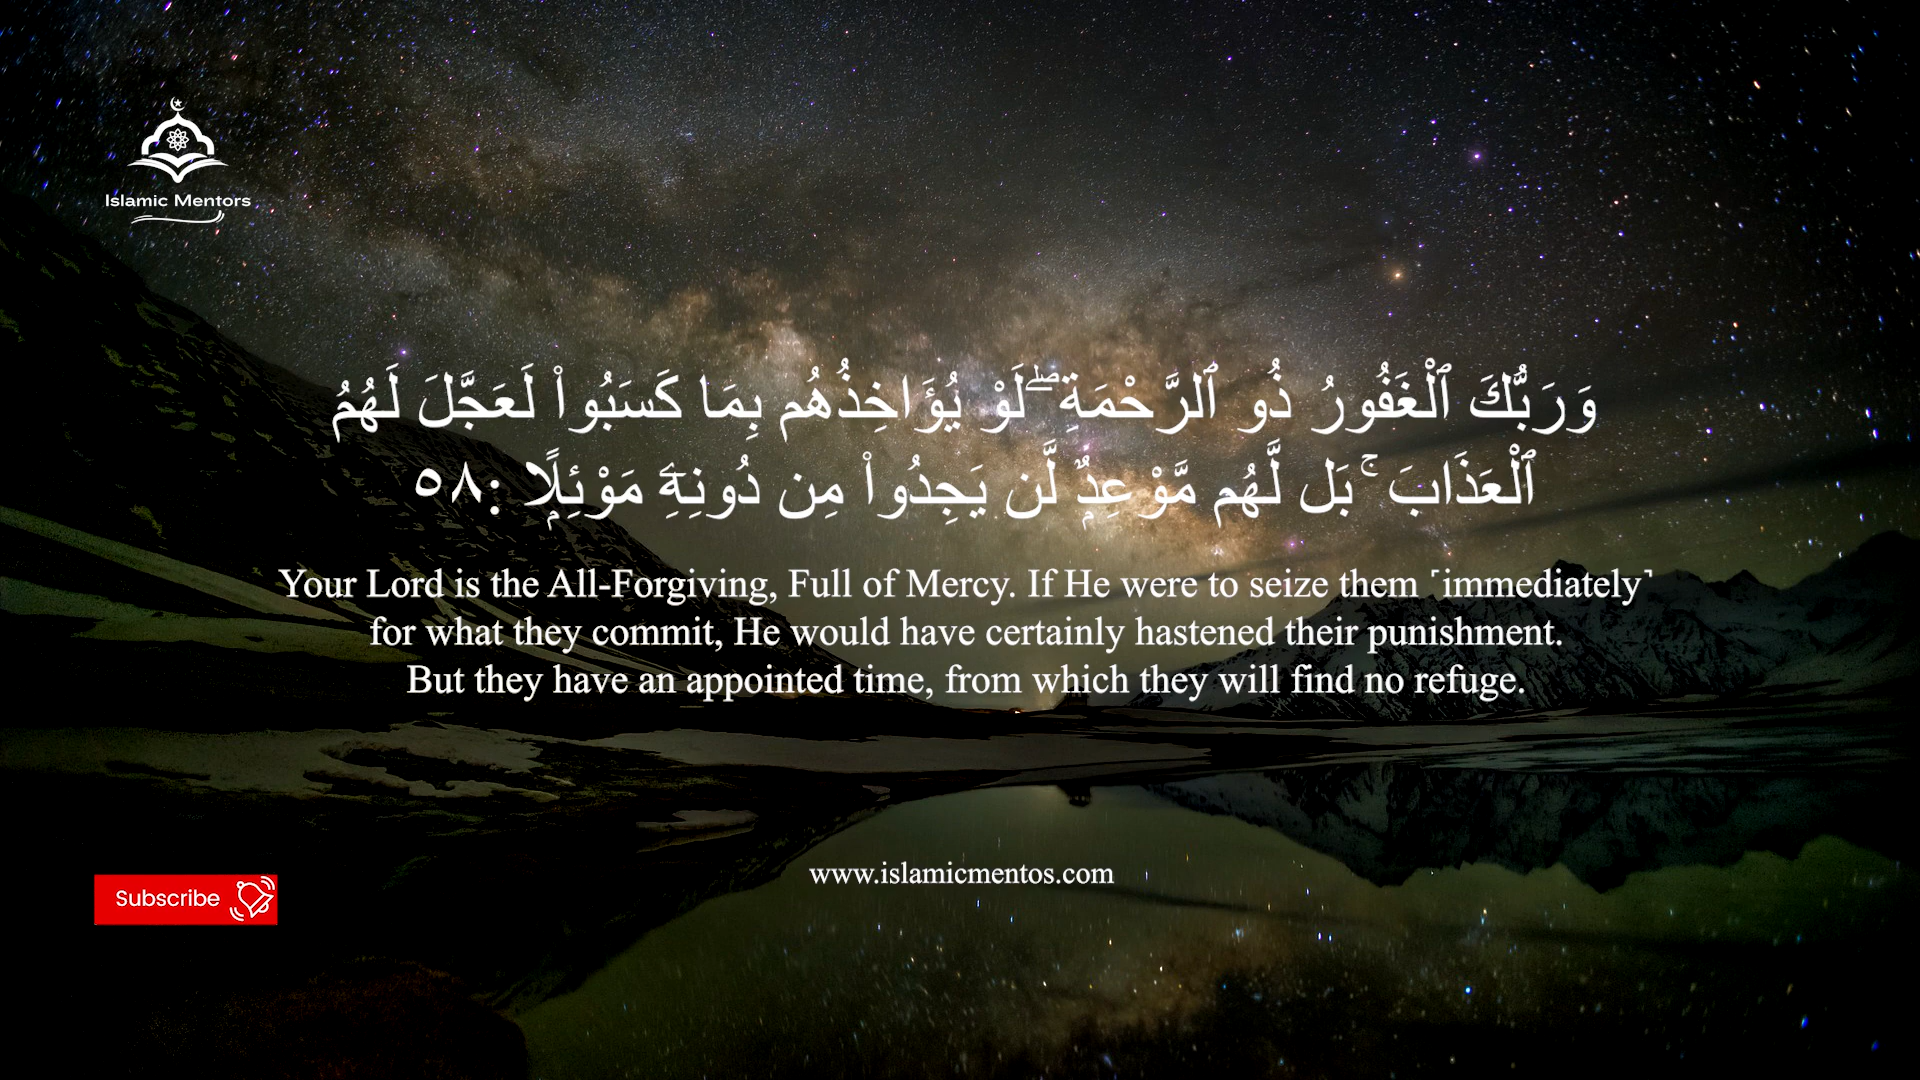 Islamic Mentors
وَرَبُّكَ ٱلْغَفُورُ ذُو ٱلرَّحْمَةِ ۖ لَوْ يُؤَاخِذُهُم بِمَا كَسَبُوا۟ لَعَجَّلَ لَهُمُ
ٱلْعَذَابَ ۚ بَل لَّهُم مَّوْعِدٌۭ لَّن يَجِدُوا۟ مِن دُونِهِۦ مَوْئِلًۭا :٥٨
Your Lord is the All-Forgiving, Full of Mercy. If He were to seize them ˹immediately˺
for what they commit, He would have certainly hastened their punishment.
But they have an appointed time, from which they will find no refuge.
www.islamicmentos.com
Subscribe